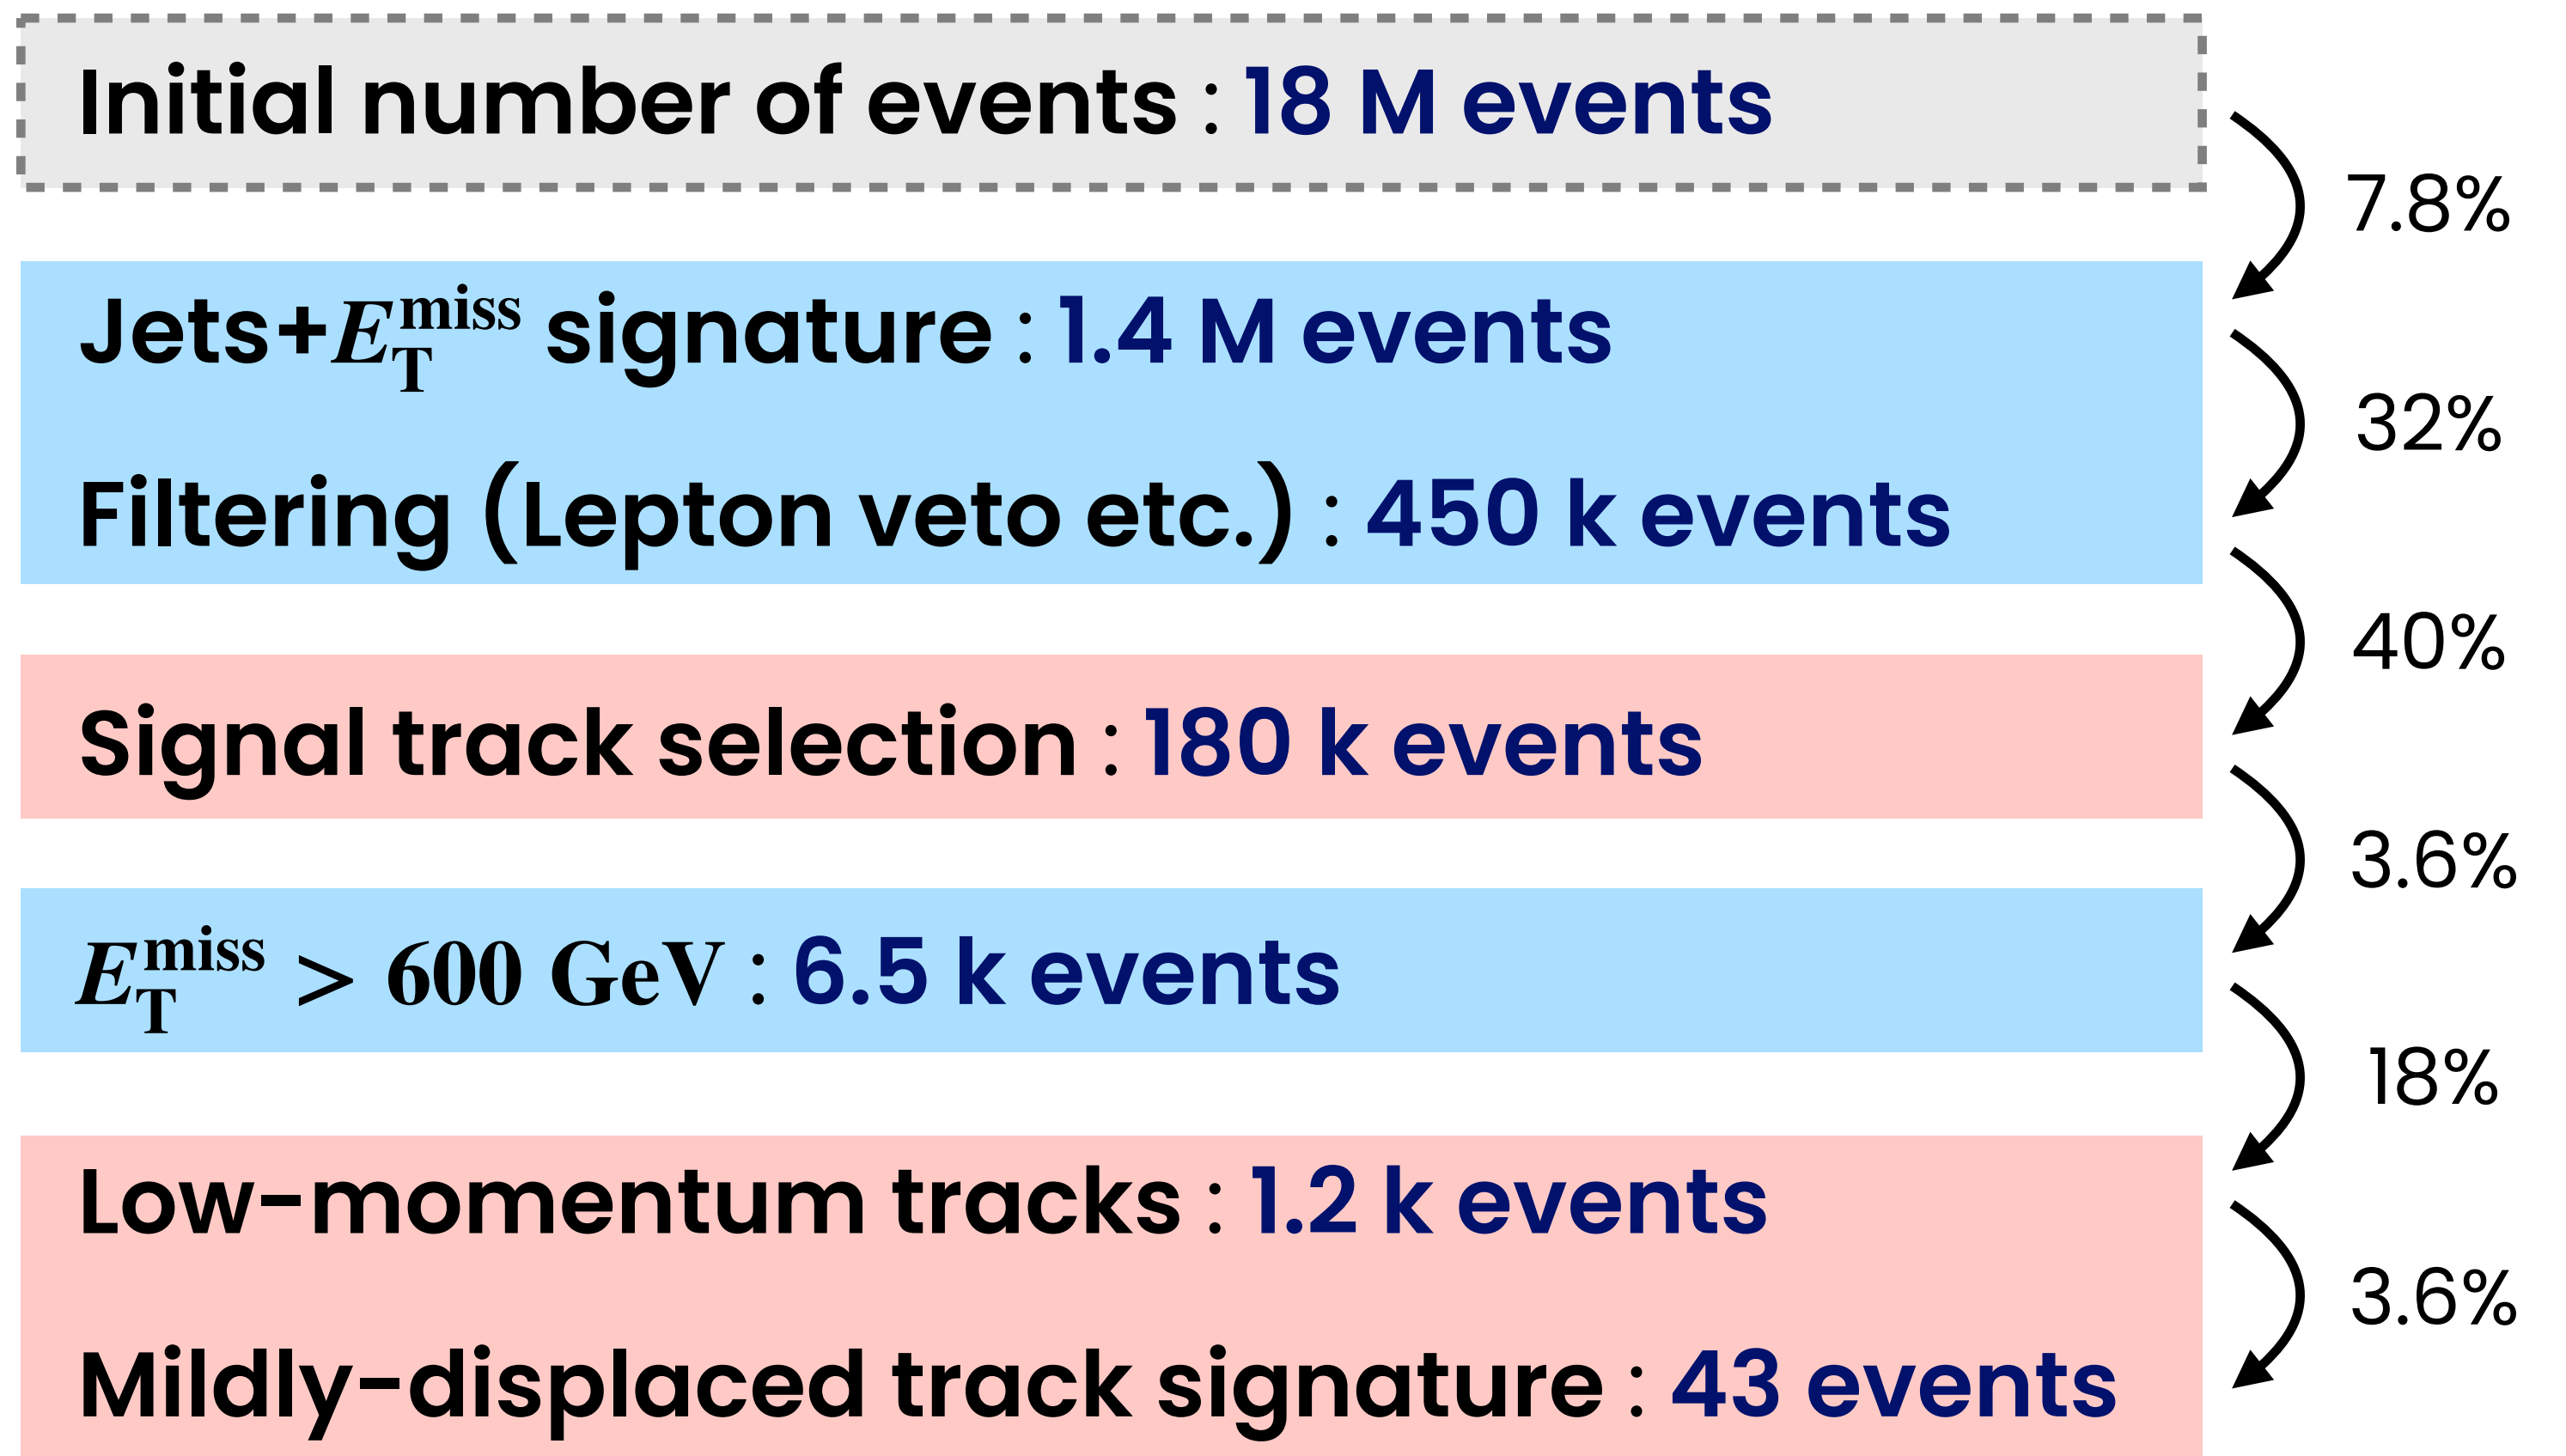 Initial number of events : 18 M events
7.8%
Jets+E_T^miss signature : 1.4 M events
32%
Filtering (Lepton veto etc.) : 450 k events
40%
Signal track selection : 180 k events
3.6%
E_T^miss > 600 GeV : 6.5 k events
18%
Low-momentum tracks : 1.2 k events
3.6%
Mildly-displaced track signature : 43 events